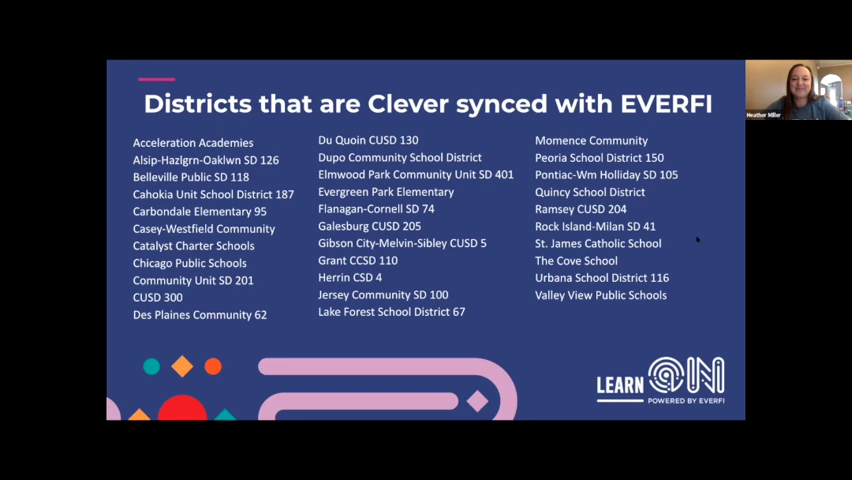 Districts that are Clever synced with EVERFI
Acceleration Academies
Alsip-Hazlgrn-Oaklwn SD 126
Belleville Public SD 118
Cahokia Unit School District 187
Carbondale Elementary 95
Casey-Westfield Community
Catalyst Charter Schools
Chicago Public Schools
Community Unit SD 201
CUSD 300
Des Plaines Community 62
Du Quoin CUSD 130
Dupo Community School District
Elmwood Park Community Unit SD 401
Evergreen Park Elementary
Flanagan-Cornell SD 74
Galesburg CUSD 205
Gibson City-Melvin-Sibley CUSD 5
Grant CCSD 110
Herrin CSD 4
Jersey Community SD 100
Lake Forest School District 67
Momence Community
Peoria School District 150
Pontiac-Wm Holliday SD 105
Quincy School District
Ramsey CUSD 204
Rock Island-Milan SD 41
St. James Catholic School
The Cove School
Urbana School District 116
Valley View Public Schools
Heather Miller
LEARN ON
POWERED BY EVERFI